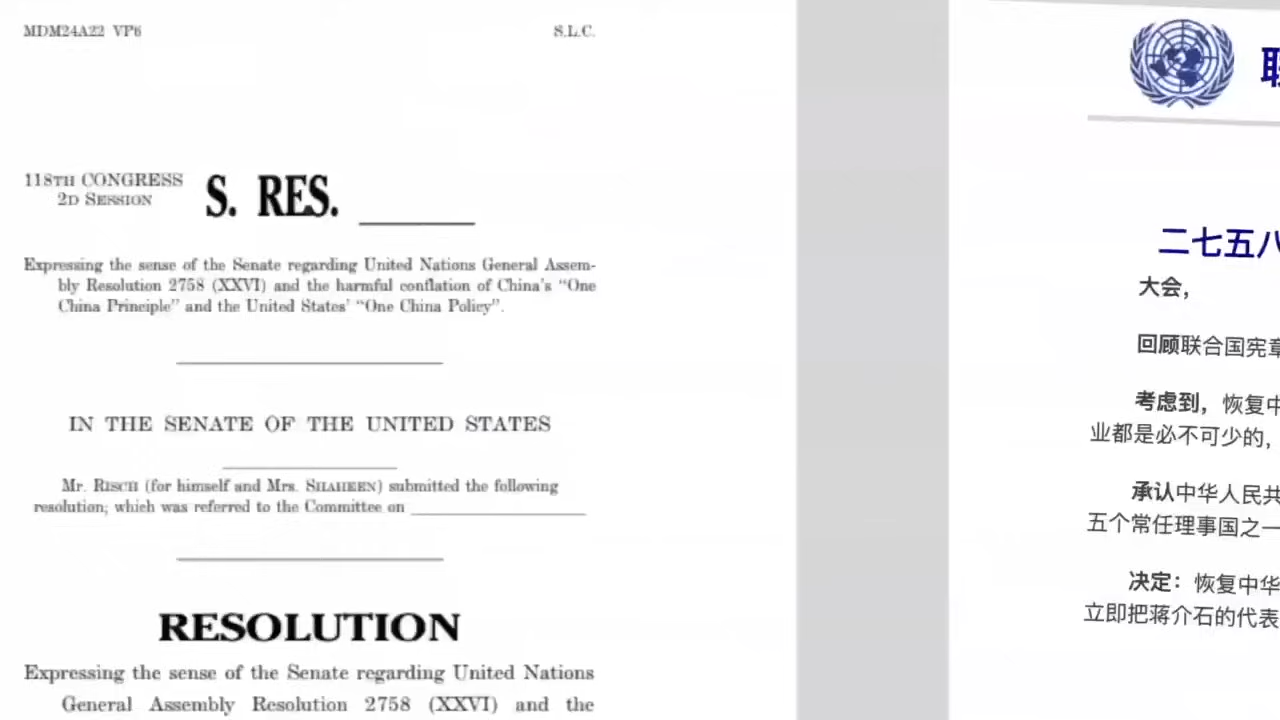 MDM24A22 VP6
S.L.C.
118TH CONGRESS
2D SESSION
S. RES.
Expressing the sense of the Senate regarding United Nations General Assem-
bly Resolution 2758 (XXVI) and the harmful conflation of China's "One
China Principle" and the United States' "One China Policy".
IN THE SENATE OF THE UNITED STATES
Mr. RISCH (for himself and Mrs. SHAHEEN) submitted the following
resolution; which was referred to the Committee on
RESOLUTION
Expressing the sense of the Senate regarding United Nations
General Assembly Resolution 2758 (XXVI) and the
二七五八
大会，
回顾联合国宪章
考虑到，恢复中
业都是必不可少的，
承认中华人民共
五个常任理事国之一
决定：恢复中华
立即把蒋介石的代表